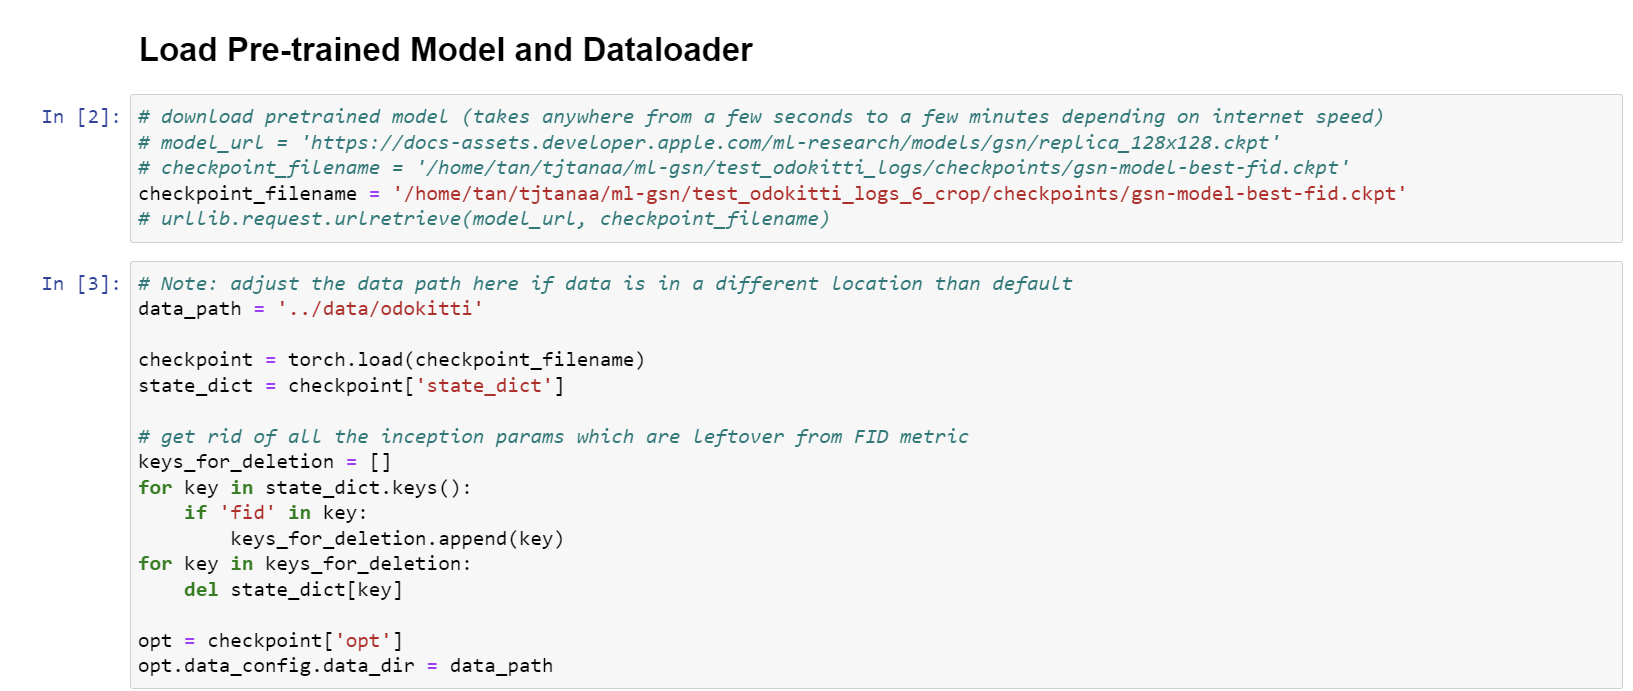 Load Pre-trained Model and Dataloader
In [2]: # download pretrained model (takes anywhere from a few seconds to a few minutes depending on internet speed)
# model_url = 'https://docs-assets.developer.apple.com/ml-research/models/gsn/replica_128x128.ckpt'
# checkpoint_filename = '/home/tan/tjtanaa/ml-gsn/test_odokitti_logs/checkpoints/gsn-model-best-fid.ckpt'
checkpoint_filename = '/home/tan/tjtanaa/ml-gsn/test_odokitti_logs_6_crop/checkpoints/gsn-model-best-fid.ckpt'
# urllib.request.urlretrieve(model_url, checkpoint_filename)
In [3]: # Note: adjust the data path here if data is in a different location than default
data_path = '../data/odokitti'
checkpoint = torch.load(checkpoint_filename)
state_dict = checkpoint['state_dict']
# get rid of all the inception params which are leftover from FID metric
keys_for_deletion = []
for key in state_dict.keys():
    if 'fid' in key:
        keys_for_deletion.append(key)
for key in keys_for_deletion:
    del state_dict[key]
opt = checkpoint['opt']
opt.data_config.data_dir = data_path